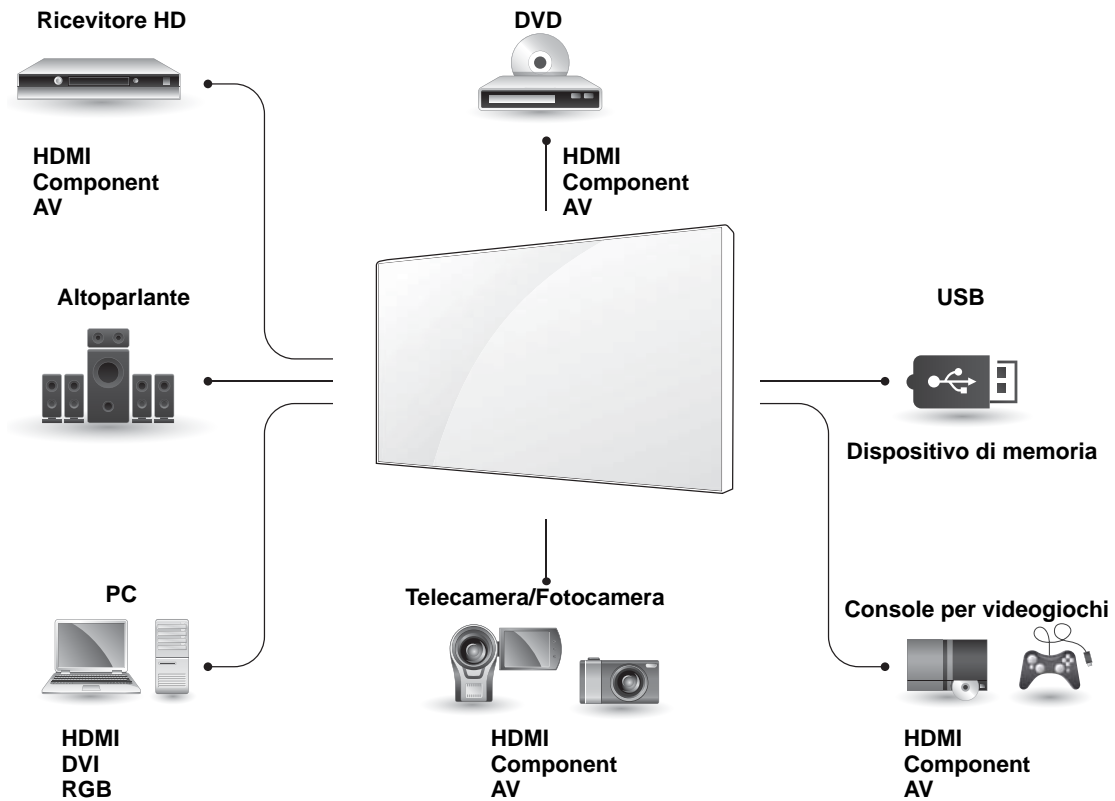 Ricevitore HD
HDMI
Component
AV
DVD
HDMI
Component
AV
Altoparlante
USB
Dispositivo di memoria
PC
HDMI
DVI
RGB
Telecamera/Fotocamera
HDMI
Component
AV
Console per videogiochi
HDMI
Component
AV